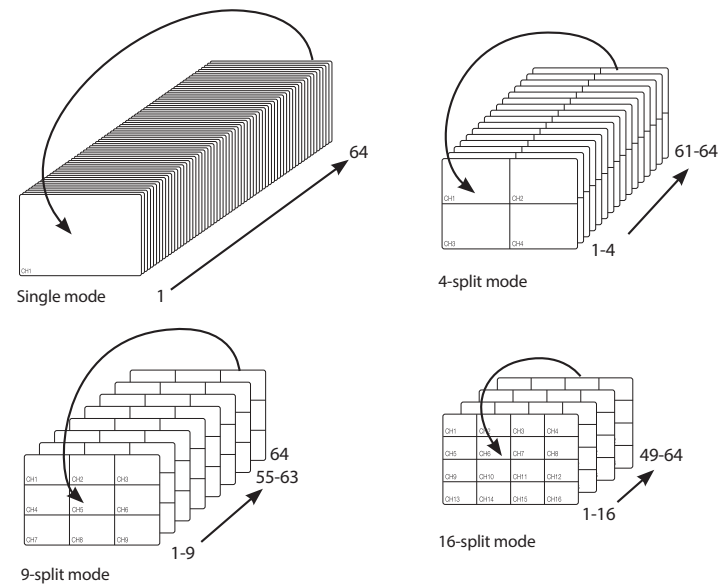 64
CH1
Single mode
1
61-64
CH1 CH2
CH3 CH4
1-4
4-split mode
64
55-63
CH1 CH2 CH3
CH4 CH5 CH6
CH7 CH8 CH9
1-9
9-split mode
49-64
CH1 CH2 CH3 CH4
CH5 CH6 CH7 CH8
CH9 CH10 CH11 CH12
CH13 CH14 CH15 CH16
1-16
16-split mode